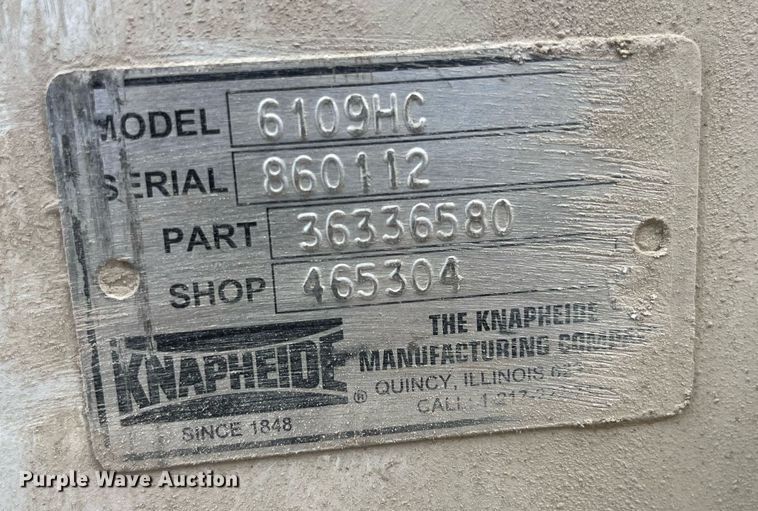 MODEL 6109HC
SERIAL 860112
PART 36336580
SHOP 465304
KNAPHEIDE ®
SINCE 1848
THE KNAPHEIDE
MANUFACTURING
QUINCY, ILLINOIS
CALL:
Purple Wave Auction